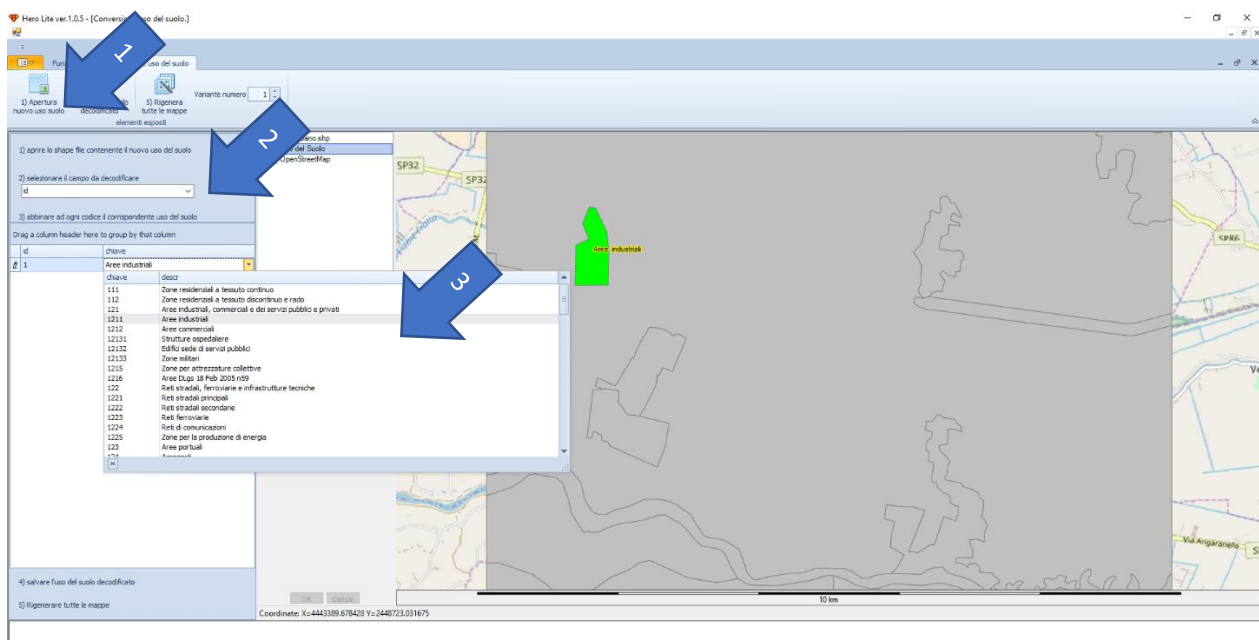 Hero Lite ver.1.0.5 - [Conversio uso del suolo.]
1
Fun
uso del suolo
1) Apertura
nuovo uso suolo
decodificato
5) Rigenera
tutte le mappe
Variante numero 1
elementi esposti
2
1) aprire lo shape file contenente il nuovo uso del suolo
2) selezionare il campo da decodificare
id
3) abbinare ad ogni codice il corrispondente uso del suolo
Drag a column header here to group by that column
id chiave
1 Aree industriali
chiave descr
111 Zone residenziali a tessuto continuo
112 Zone residenziali a tessuto discontinuo e rado
121 Aree industriali, commerciali e dei servizi pubblici e privati
1211 Aree industriali
1212 Aree commerciali
12131 Strutture ospedaliere
12132 Edifici sede di servizi pubblici
12133 Zone militari
1215 Zone per attrezzature collettive
1216 Aree DLgs 18 Feb 2005 n59
122 Reti stradali, ferroviarie e infrastrutture tecniche
1221 Reti stradali principali
1222 Reti stradali secondarie
1223 Reti ferroviarie
1224 Reti di comunicazioni
1225 Zone per la produzione di energia
123 Aree portuali
3
4) salvare l'uso del suolo decodificato
5) Rigenerare tutte le mappe
ano.shp
del Suolo
OpenStreetMap
OK Cancel
SP32
SP32
Aree industriali
SPR6
Via Angaranello
10 km
Coordinate: X=4443389.678428 Y=2448723.031675